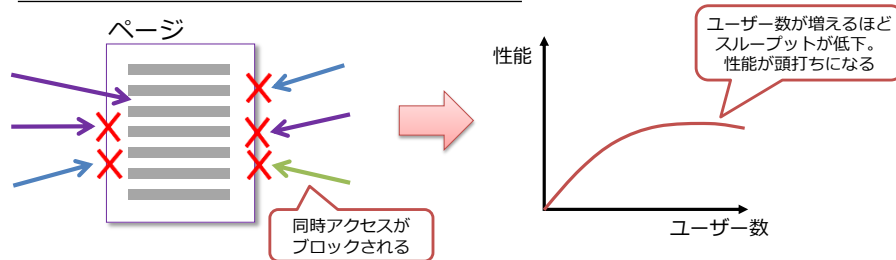 ページ
同時アクセスが
ブロックされる
性能
ユーザー数が増えるほど
スループットが低下。
性能が頭打ちになる
ユーザー数